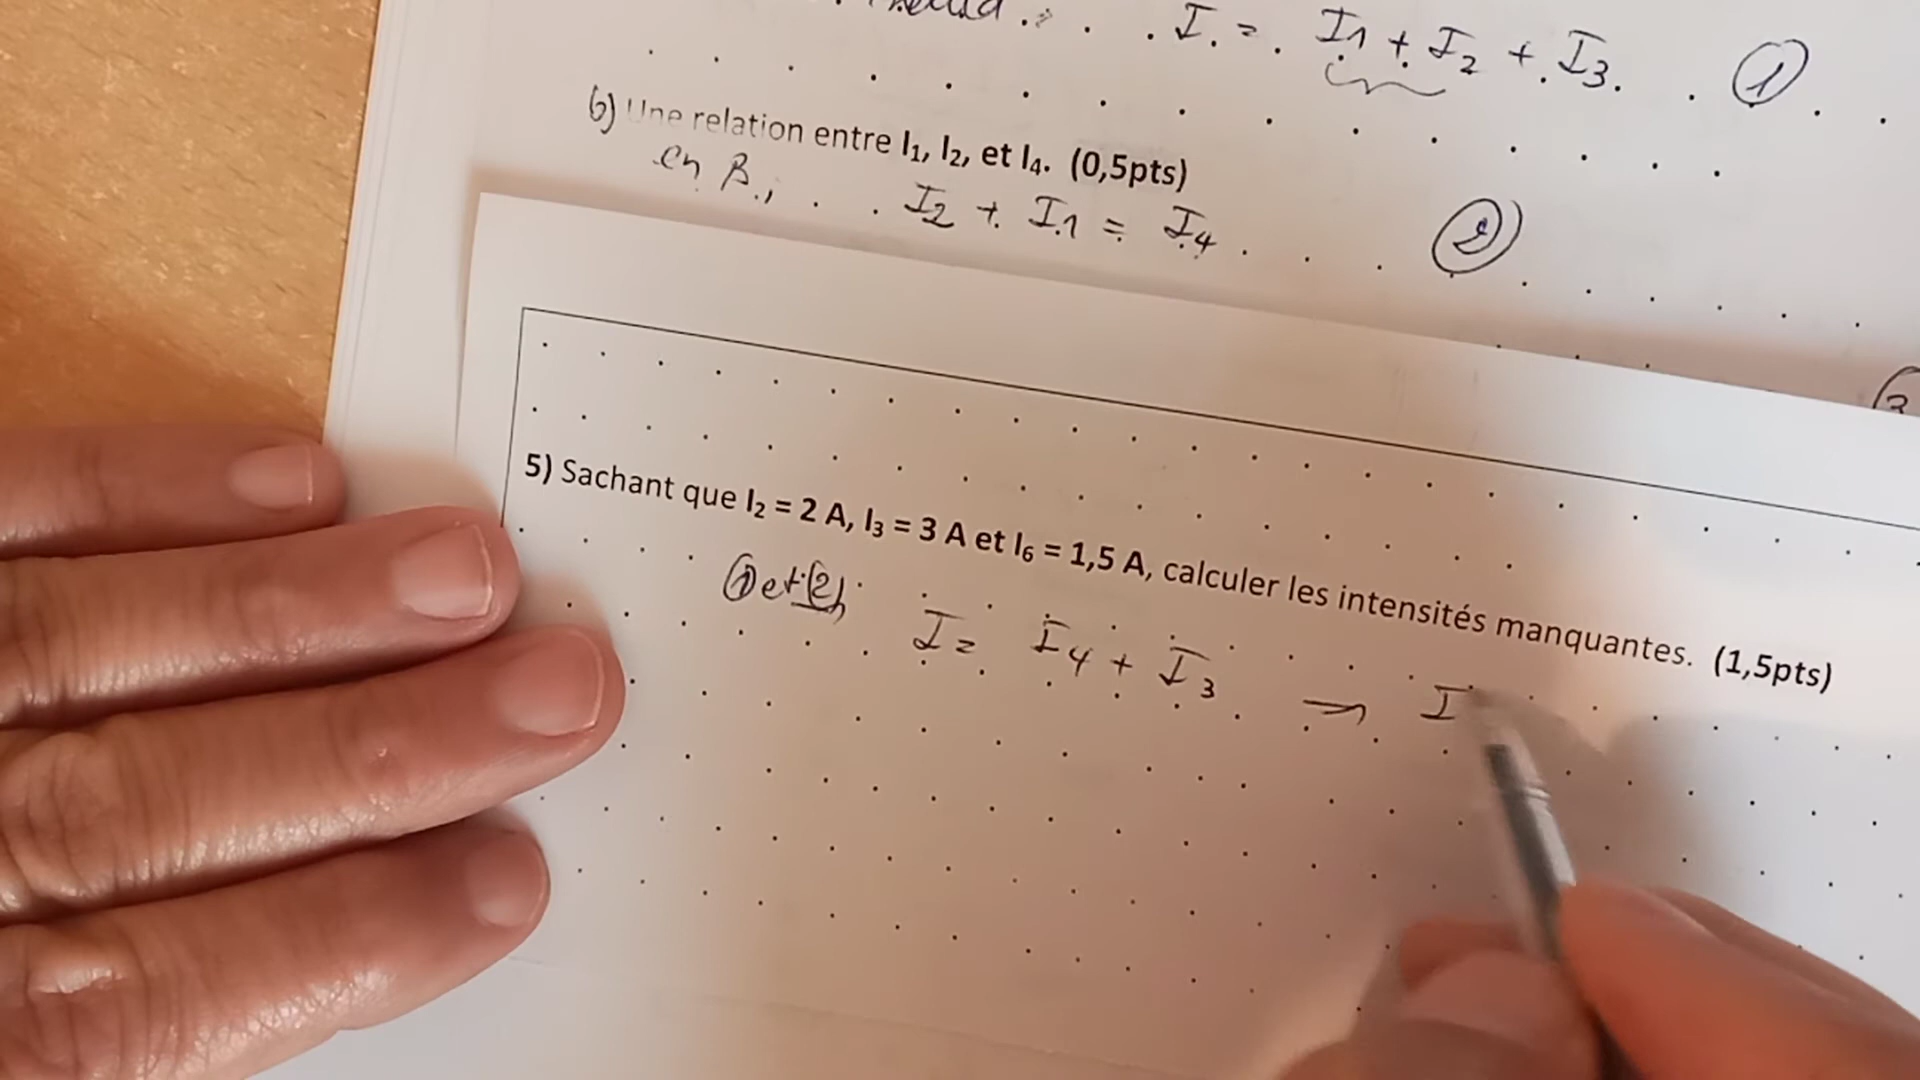 I = I1 + I2 + I3 ①
6) Une relation entre I₁, I₂, et I₄. (0,5pts)
en B, I2 + I1 = I4 ②
3
5) Sachant que I₂ = 2 A, I₃ = 3 A et I₆ = 1,5 A, calculer les intensités manquantes. (1,5pts)
① et ②; I = I4 + I3 → I